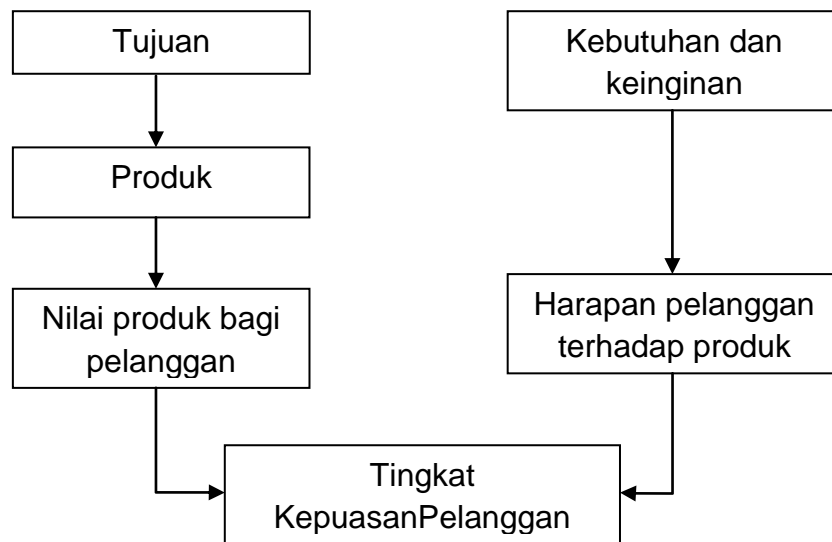 Tujuan
Kebutuhan dan
keinginan
Produk
Nilai produk bagi
pelanggan
Harapan pelanggan
terhadap produk
Tingkat
KepuasanPelanggan